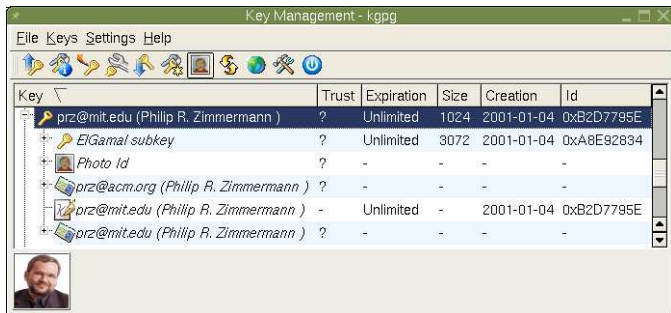 Key Management - kgpg
File Keys Settings Help
Key Trust Expiration Size Creation Id
prz@mit.edu (Philip R. Zimmermann ) ? Unlimited 1024 2001-01-04 0xB2D7795E
ElGamal subkey ? Unlimited 3072 2001-01-04 0xA8E92834
Photo Id ? - - - -
prz@acm.org (Philip R. Zimmermann ) ? - - - -
prz@mit.edu (Philip R. Zimmermann ) - Unlimited - 2001-01-04 0xB2D7795E
prz@mit.edu (Philip R. Zimmermann ) ? - - - -